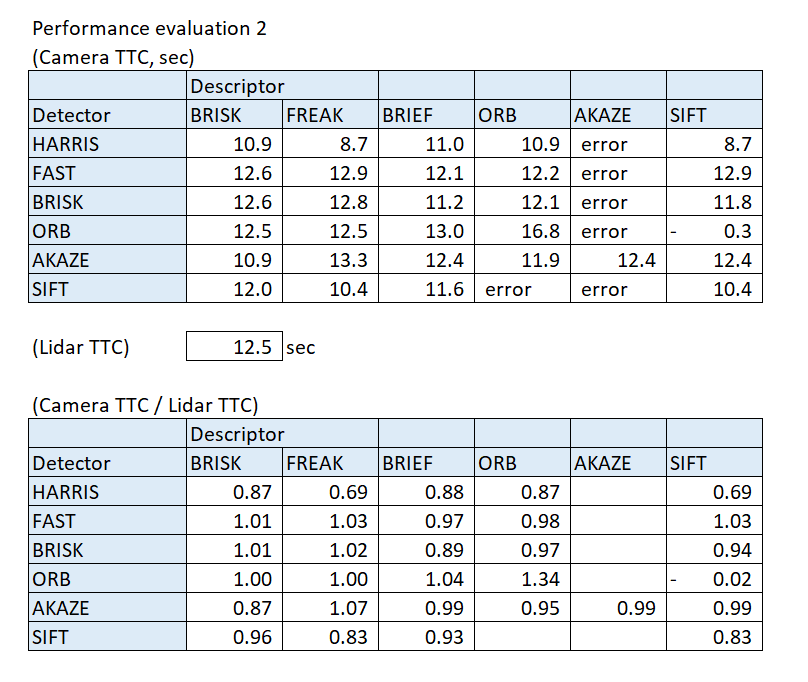 Performance evaluation 2
(Camera TTC, sec)
Descriptor
Detector BRISK FREAK BRIEF ORB AKAZE SIFT
HARRIS 10.9 8.7 11.0 10.9 error 8.7
FAST 12.6 12.9 12.1 12.2 error 12.9
BRISK 12.6 12.8 11.2 12.1 error 11.8
ORB 12.5 12.5 13.0 16.8 error - 0.3
AKAZE 10.9 13.3 12.4 11.9 12.4 12.4
SIFT 12.0 10.4 11.6 error error 10.4
(Lidar TTC) 12.5 sec
(Camera TTC / Lidar TTC)
Descriptor
Detector BRISK FREAK BRIEF ORB AKAZE SIFT
HARRIS 0.87 0.69 0.88 0.87 0.69
FAST 1.01 1.03 0.97 0.98 1.03
BRISK 1.01 1.02 0.89 0.97 0.94
ORB 1.00 1.00 1.04 1.34 - 0.02
AKAZE 0.87 1.07 0.99 0.95 0.99 0.99
SIFT 0.96 0.83 0.93 0.83